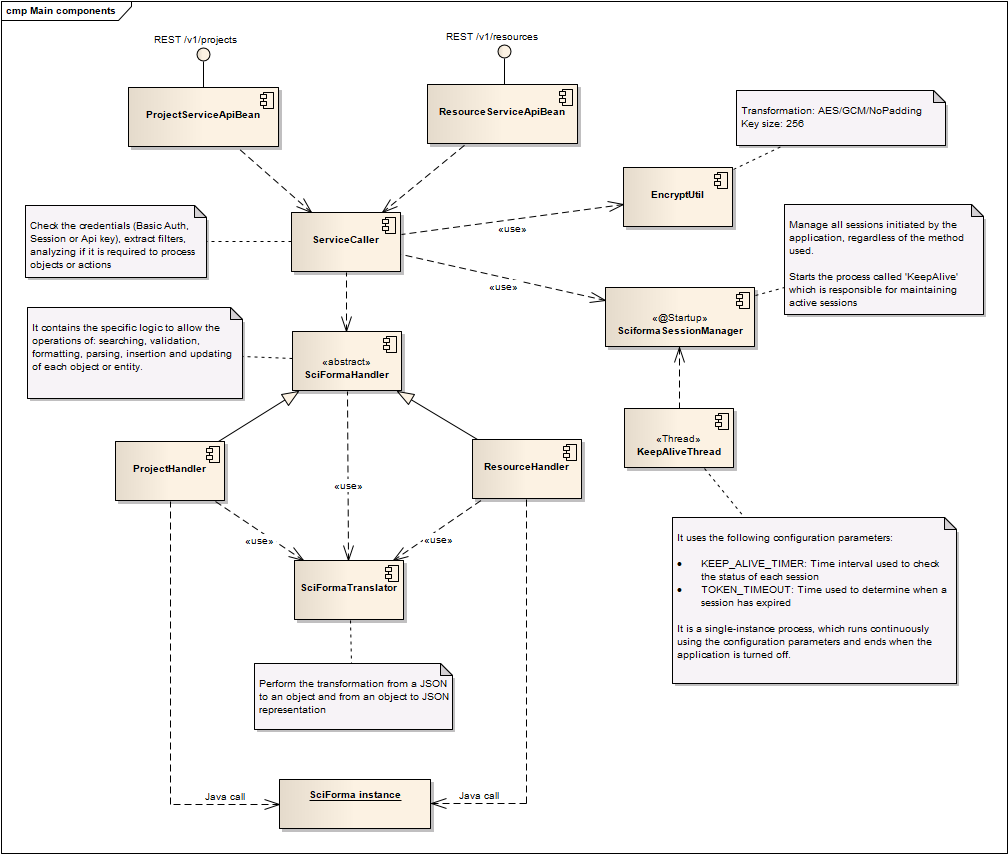 cmp Main components
REST /v1/projects
REST /v1/resources
ProjectServiceApiBean
ResourceServiceApiBean
Transformation: AES/GCM/NoPadding
Key size: 256
EncryptUtil
Check the credentials (Basic Auth,
Session or Api key), extract filters,
analyzing if it is required to process
objects or actions
ServiceCaller
«use»
«use»
Manage all sessions initiated by the
application, regardless of the method
used.
Starts the process called 'KeepAlive'
which is responsible for maintaining
active sessions
«@Startup»
SciformaSessionManager
It contains the specific logic to allow the
operations of: searching, validation,
formatting, parsing, insertion and updating
of each object or entity.
«abstract»
SciFormaHandler
«Thread»
KeepAliveThread
ProjectHandler
ResourceHandler
«use»
«use»
«use»
SciFormaTranslator
It uses the following configuration parameters:
• KEEP_ALIVE_TIMER: Time interval used to check
the status of each session
• TOKEN_TIMEOUT: Time used to determine when a
session has expired
It is a single-instance process, which runs continuously
using the configuration parameters and ends when the
application is turned off.
Perform the transformation from a JSON
to an object and from an object to JSON
representation
Java call
SciForma instance
Java call